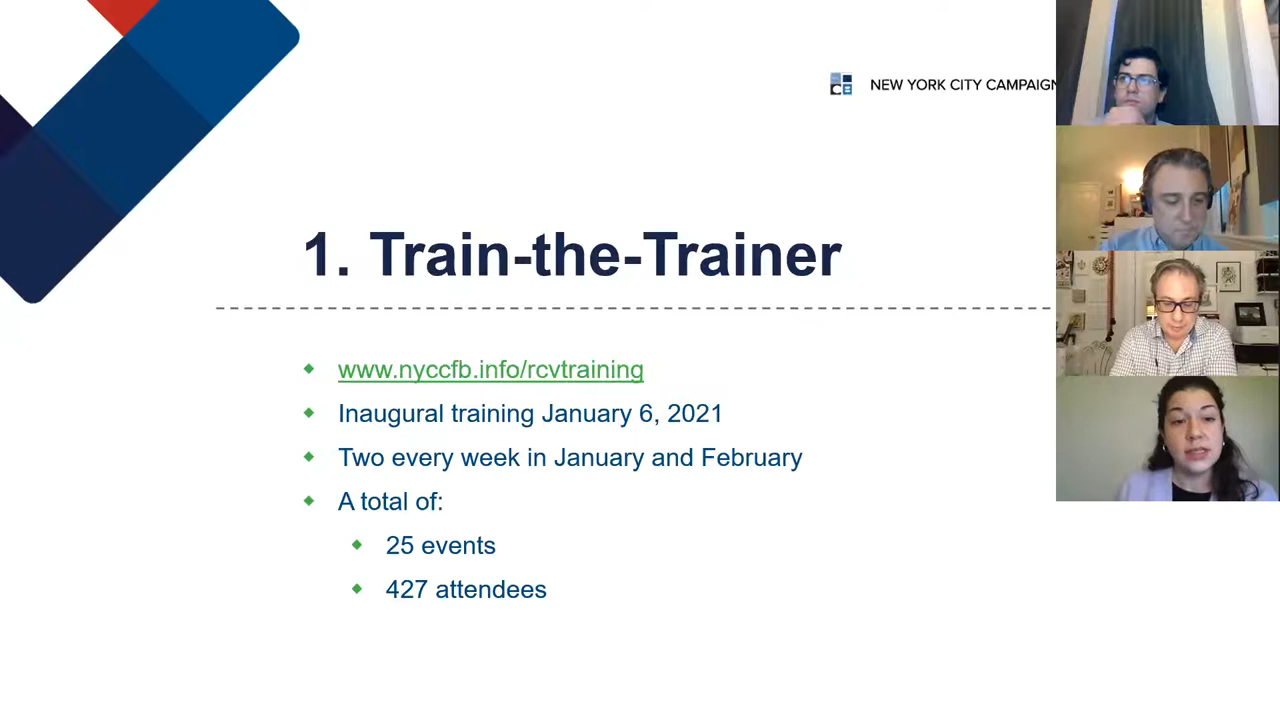 NEW YORK CITY CAMPAIGN
1. Train-the-Trainer
www.nyccfb.info/rcvtraining
Inaugural training January 6, 2021
Two every week in January and February
A total of:
25 events
427 attendees